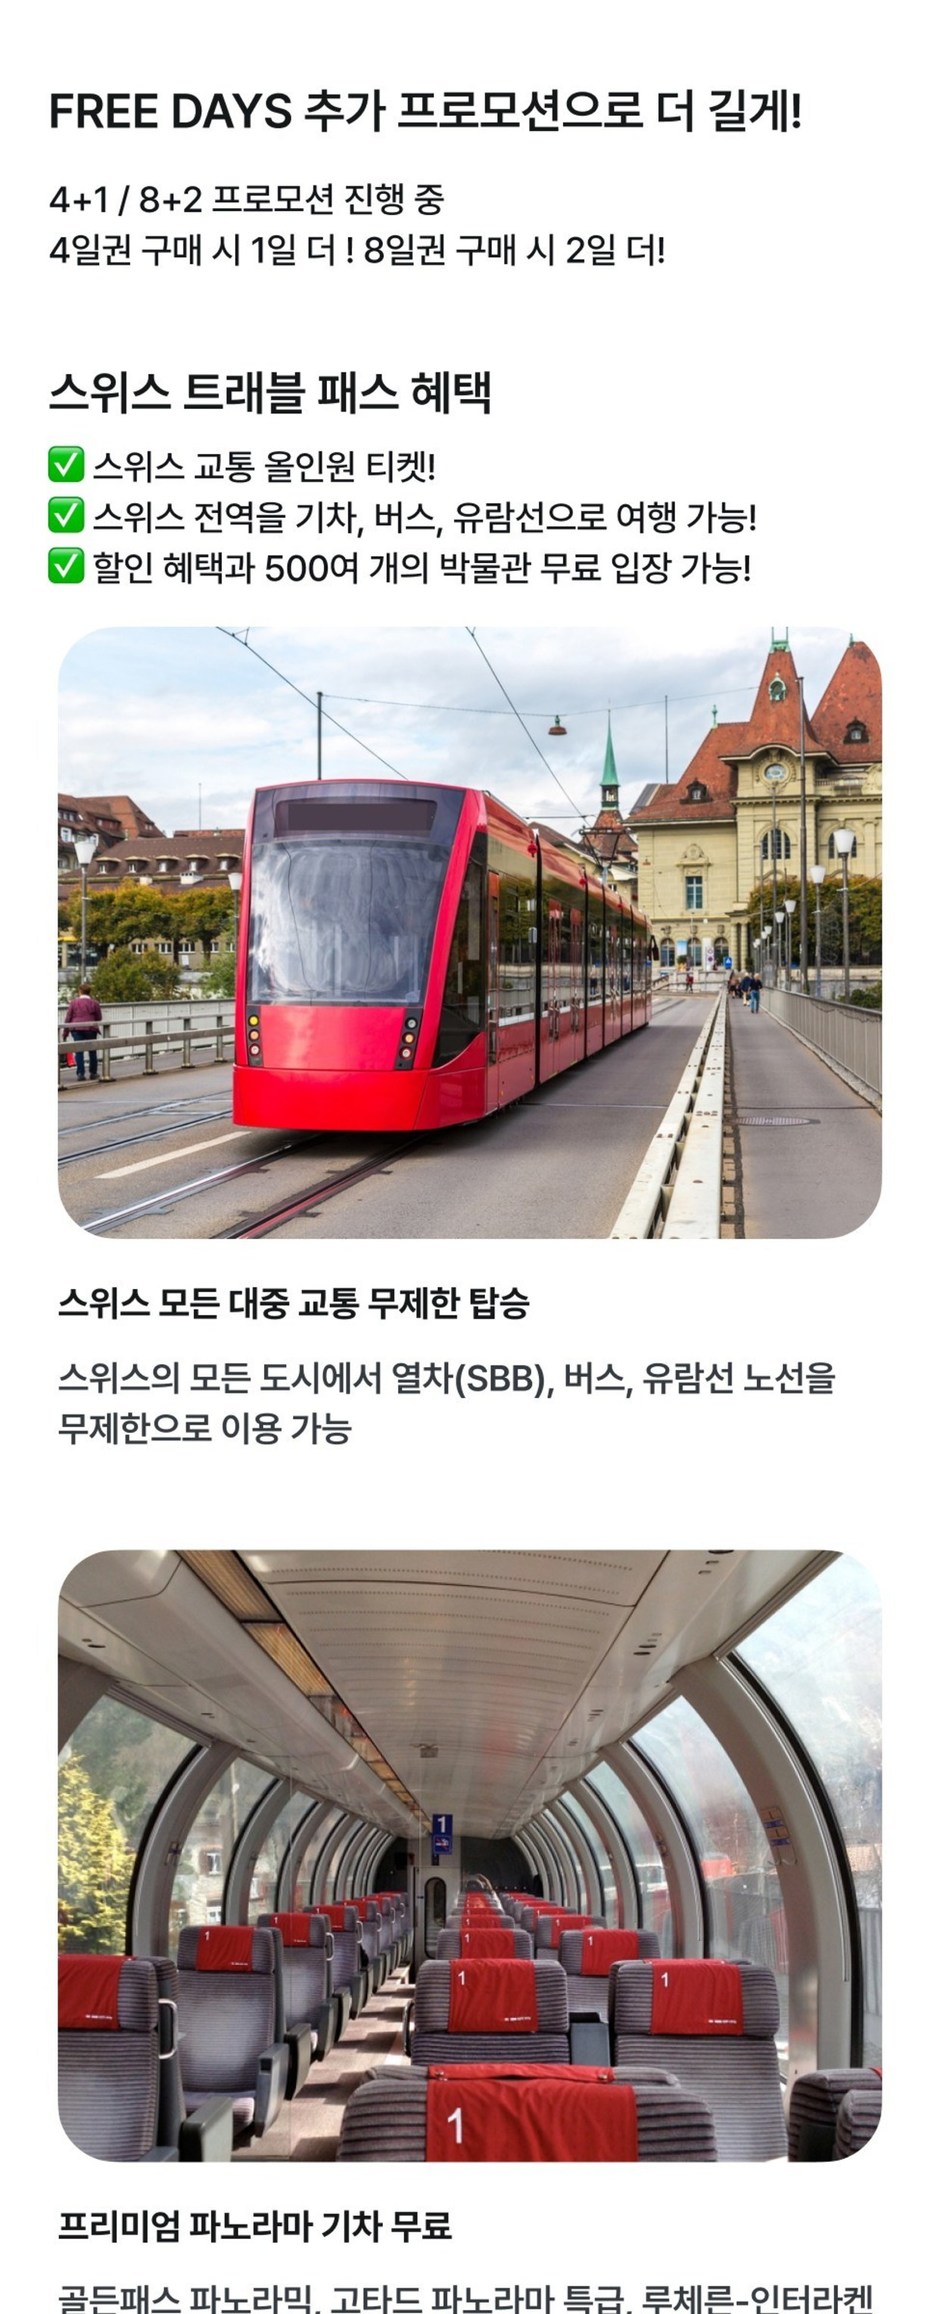 FREE DAYS 추가 프로모션으로 더 길게!
4+1 / 8+2 프로모션 진행 중
4일권 구매 시 1일 더 ! 8일권 구매 시 2일 더!
스위스 트래블 패스 혜택
✅ 스위스 교통 올인원 티켓!
✅ 스위스 전역을 기차, 버스, 유람선으로 여행 가능!
✅ 할인 혜택과 500여 개의 박물관 무료 입장 가능!
스위스 모든 대중 교통 무제한 탑승
스위스의 모든 도시에서 열차(SBB), 버스, 유람선 노선을
무제한으로 이용 가능
1
1
1
1
1
1
1
1
프리미엄 파노라마 기차 무료
골든패스 파노라믹, 고타드 파노라마 특급, 루체른-인터라켄